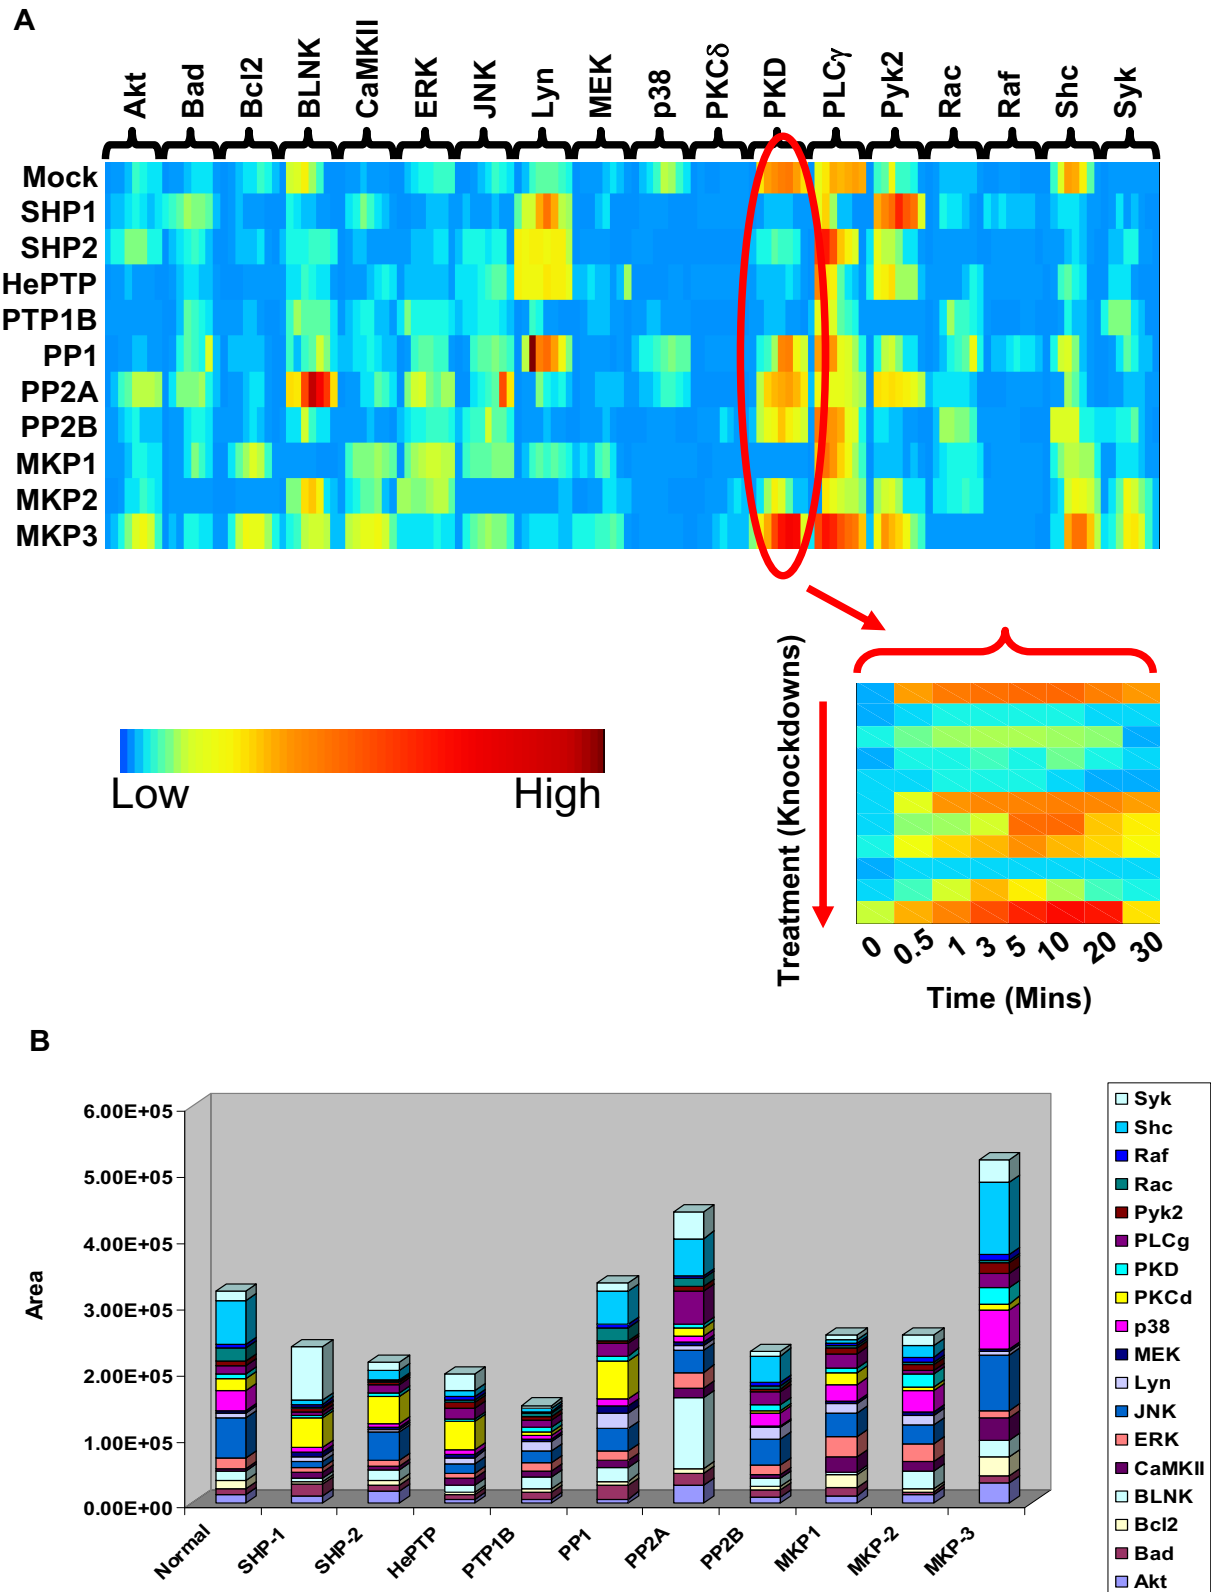 A
Akt Bad Bcl2 BLNK CaMKII ERK JNK Lyn MEK p38 PKCδ PKD PLCγ Pyk2 Rac Raf Shc Syk
Mock
SHP1
SHP2
HePTP
PTP1B
PP1
PP2A
PP2B
MKP1
MKP2
MKP3
Low High
Treatment (Knockdowns)
0 0.5 1 3 5 10 20 30
Time (Mins)
B
Area
6.00E+05
5.00E+05
4.00E+05
3.00E+05
2.00E+05
1.00E+05
0.00E+00
Normal SHP-1 SHP-2 HePTP PTP1B PP1 PP2A PP2B MKP1 MKP-2 MKP-3
Syk
Shc
Raf
Rac
Pyk2
PLCg
PKD
PKCd
p38
MEK
Lyn
JNK
ERK
CaMKII
BLNK
Bcl2
Bad
Akt